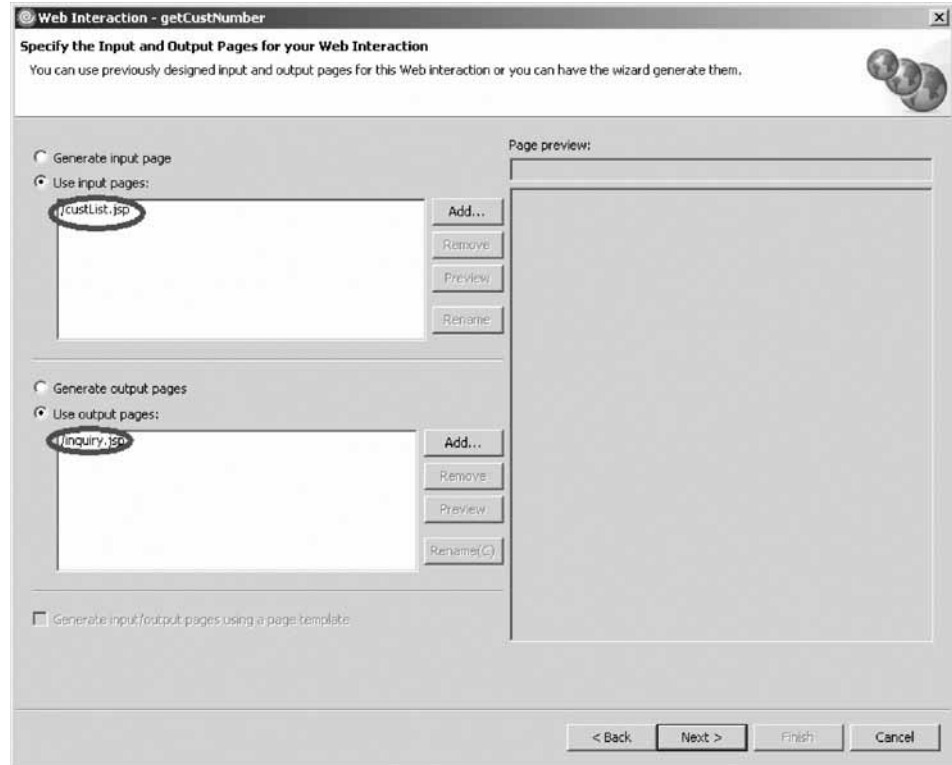 Web Interaction - getCustNumber
Specify the Input and Output Pages for your Web Interaction
You can use previously designed input and output pages for this Web interaction or you can have the wizard generate them.
Generate input page
Use input pages:
/custList.jsp
Add...
Remove
Preview
Rename
Generate output pages
Use output pages:
/inquiry.jsp
Add...
Remove
Preview
Rename(C)
Generate input/output pages using a page template
Page preview:
< Back
Next >
Finish
Cancel